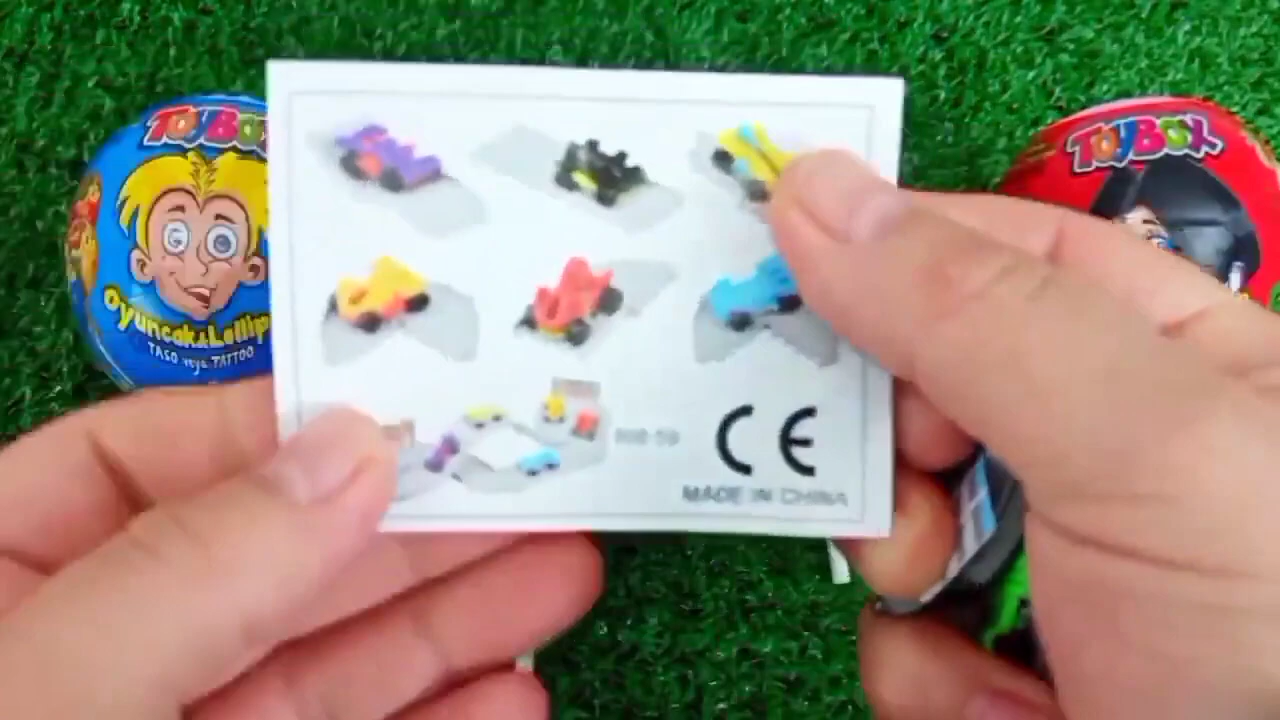 TOYBOX
Oyuncak&Lollip
TASO veya TATTOO
TOYBOX
CE
MADE IN CHINA